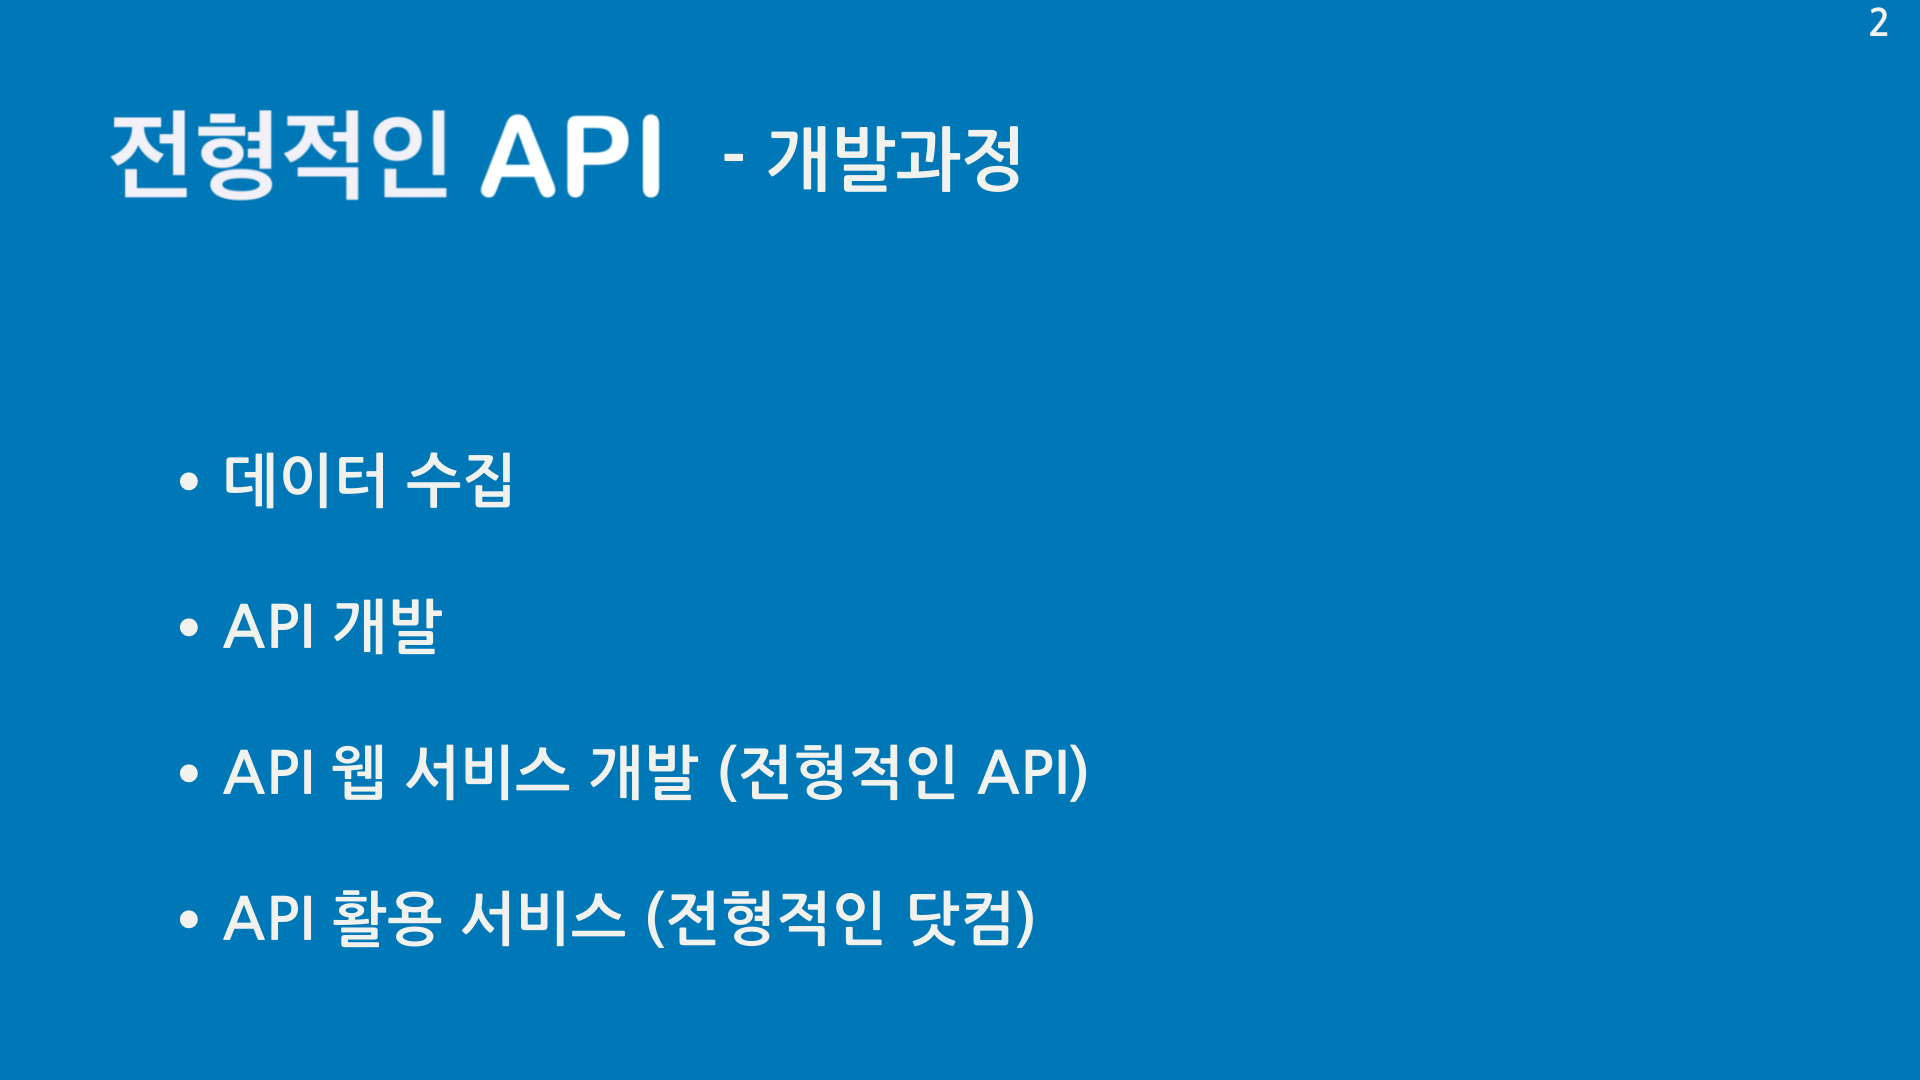 2
전형적인 API - 개발과정
• 데이터 수집
• API 개발
• API 웹 서비스 개발 (전형적인 API)
• API 활용 서비스 (전형적인 닷컴)